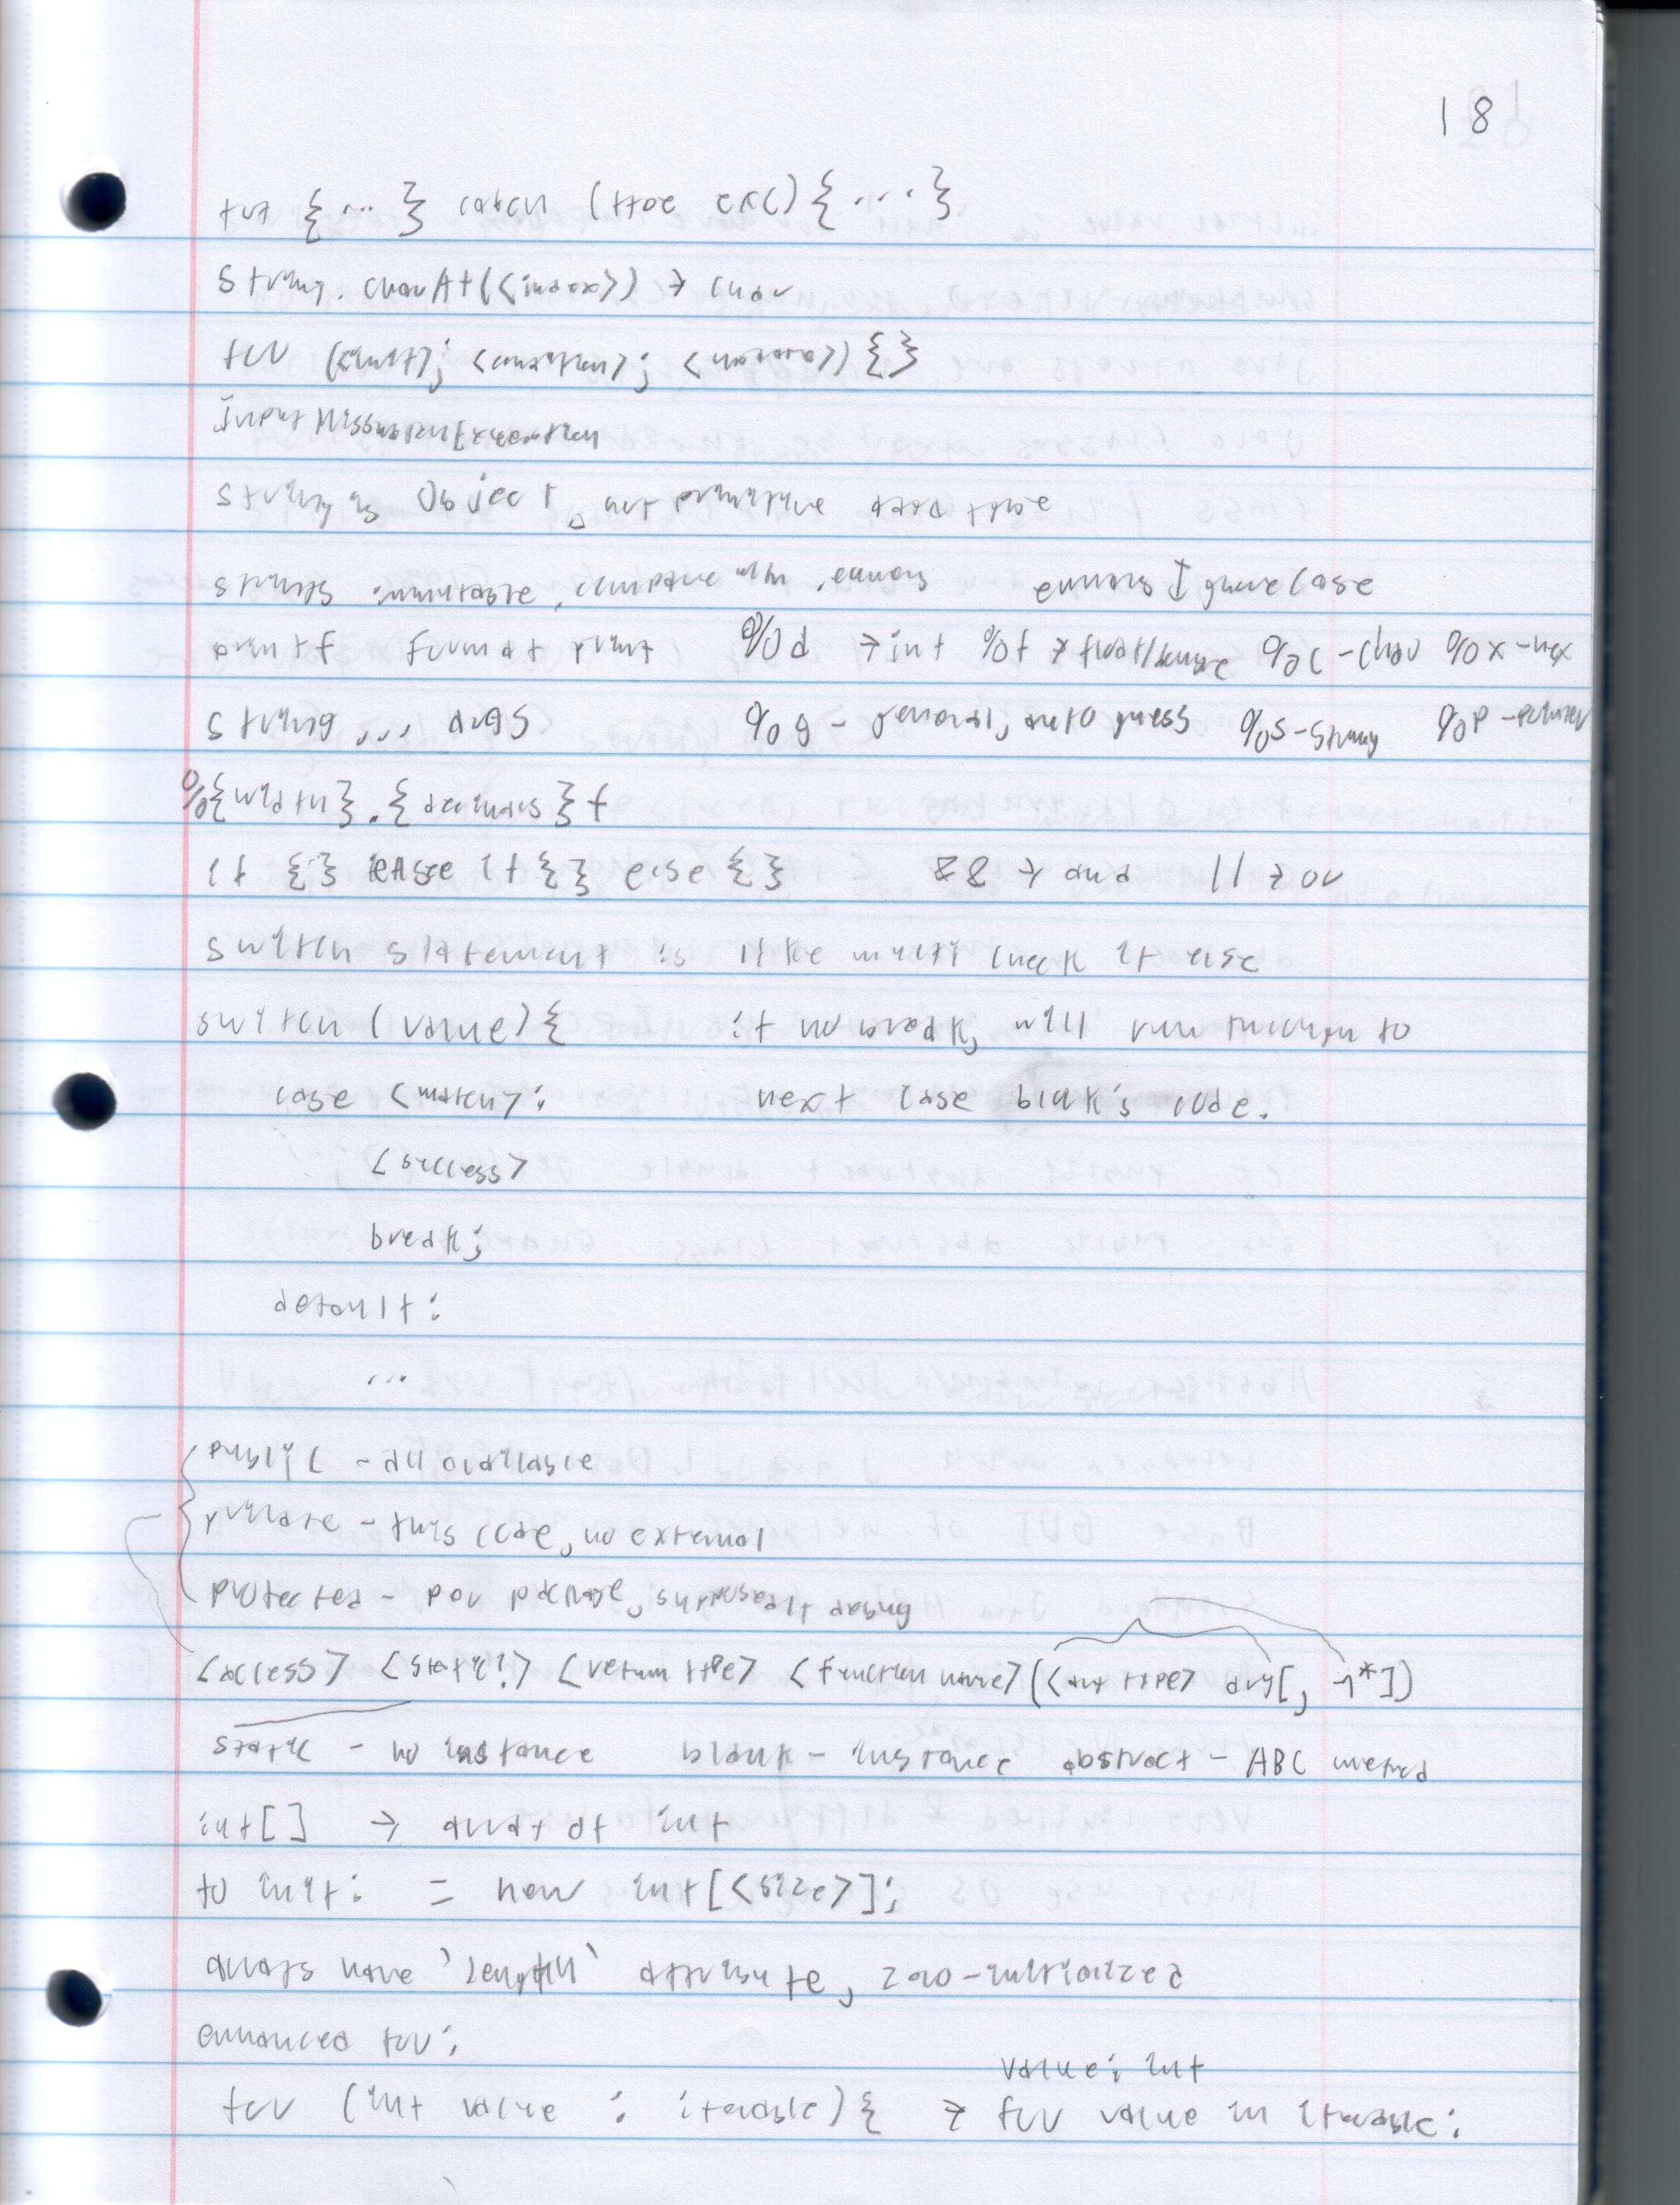 18
try {...} catch (type exc) {...}
String.charAt(<index>) → char
for (<init>; <condition>; <update>) {}
InputMismatchException
String is Object, not primitive data type
strings immutable, compare with .equals equalsIgnoreCase
printf format print %d → int %f → float/double %c - char %x - hex
string, ... args %g - general, auto guess %s - string %p - pointer
%{width}.{decimals}f
if {} else if {} else {} && → and || → or
switch statement is like multi check if else
switch (value) { if no break, will run through to
case <match>: next case block's code.
<success>
break;
default:
...
public - all available
private - this code, no external
protected - per package, supposedly debug
<access> <static?> <return type> <function name> (<arg type> arg[, ^*])
static - no instance blank - instance abstract - ABC method
int[] → array of int
to init: = new int[<size>];
arrays have `length` attribute, zero-initialized
enhanced for:
value: int
for (int value : iterable) { → for value in iterable: